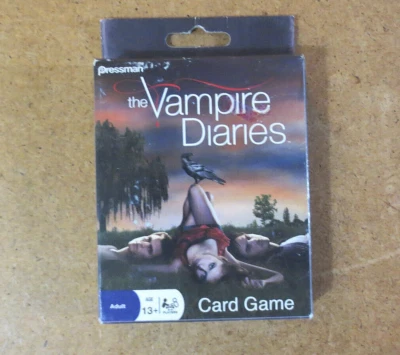 Pressman
the Vampire
Diaries
Adult
13+
Card Game